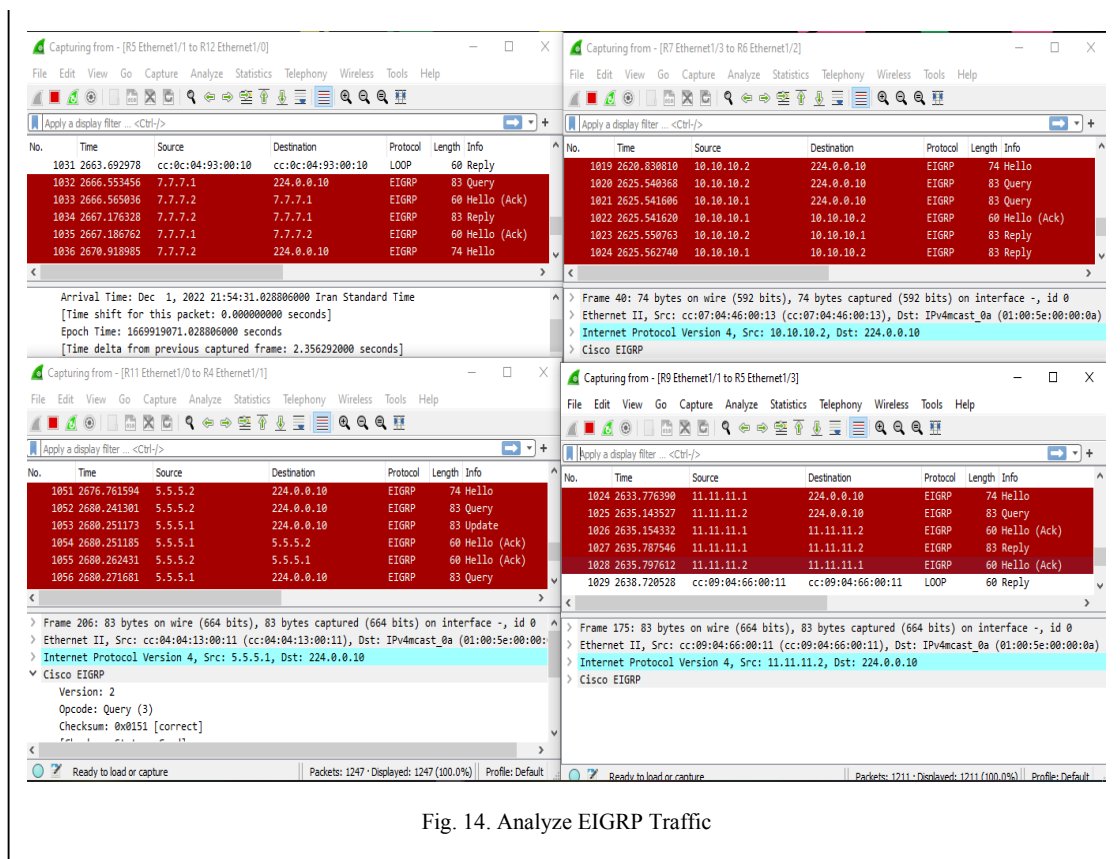 Capturing from - [R5 Ethernet1/1 to R12 Ethernet1/0]
File Edit View Go Capture Analyze Statistics Telephony Wireless Tools Help
Apply a display filter ... <Ctrl-/>
No. Time Source Destination Protocol Length Info
1031 2663.692978 cc:0c:04:93:00:10 cc:0c:04:93:00:10 LOOP 60 Reply
1032 2666.553456 7.7.7.1 224.0.0.10 EIGRP 83 Query
1033 2666.565036 7.7.7.2 7.7.7.1 EIGRP 60 Hello (Ack)
1034 2667.176328 7.7.7.2 7.7.7.1 EIGRP 83 Reply
1035 2667.186762 7.7.7.1 7.7.7.2 EIGRP 60 Hello (Ack)
1036 2670.918985 7.7.7.2 224.0.0.10 EIGRP 74 Hello
Arrival Time: Dec 1, 2022 21:54:31.028806000 Iran Standard Time
[Time shift for this packet: 0.000000000 seconds]
Epoch Time: 1669919071.028806000 seconds
[Time delta from previous captured frame: 2.356292000 seconds]
Capturing from - [R7 Ethernet1/3 to R6 Ethernet1/2]
File Edit View Go Capture Analyze Statistics Telephony Wireless Tools Help
Apply a display filter ... <Ctrl-/>
No. Time Source Destination Protocol Length Info
1019 2620.830810 10.10.10.2 224.0.0.10 EIGRP 74 Hello
1020 2625.540368 10.10.10.2 224.0.0.10 EIGRP 83 Query
1021 2625.541606 10.10.10.1 224.0.0.10 EIGRP 83 Query
1022 2625.541620 10.10.10.1 10.10.10.2 EIGRP 60 Hello (Ack)
1023 2625.550763 10.10.10.2 10.10.10.1 EIGRP 83 Reply
1024 2625.562740 10.10.10.1 10.10.10.2 EIGRP 83 Reply
Frame 40: 74 bytes on wire (592 bits), 74 bytes captured (592 bits) on interface -, id 0
Ethernet II, Src: cc:07:04:46:00:13 (cc:07:04:46:00:13), Dst: IPv4mcast_0a (01:00:5e:00:00:0a)
Internet Protocol Version 4, Src: 10.10.10.2, Dst: 224.0.0.10
Cisco EIGRP
Capturing from - [R11 Ethernet1/0 to R4 Ethernet1/1]
File Edit View Go Capture Analyze Statistics Telephony Wireless Tools Help
Apply a display filter ... <Ctrl-/>
No. Time Source Destination Protocol Length Info
1051 2676.761594 5.5.5.2 224.0.0.10 EIGRP 74 Hello
1052 2680.241301 5.5.5.2 224.0.0.10 EIGRP 83 Query
1053 2680.251173 5.5.5.1 224.0.0.10 EIGRP 83 Update
1054 2680.251185 5.5.5.1 5.5.5.2 EIGRP 60 Hello (Ack)
1055 2680.262431 5.5.5.2 5.5.5.1 EIGRP 60 Hello (Ack)
1056 2680.271681 5.5.5.1 224.0.0.10 EIGRP 83 Query
Frame 206: 83 bytes on wire (664 bits), 83 bytes captured (664 bits) on interface -, id 0
Ethernet II, Src: cc:04:04:13:00:11 (cc:04:04:13:00:11), Dst: IPv4mcast_0a (01:00:5e:00:00:
Internet Protocol Version 4, Src: 5.5.5.1, Dst: 224.0.0.10
Cisco EIGRP
Version: 2
Opcode: Query (3)
Checksum: 0x0151 [correct]
Ready to load or capture Packets: 1247 · Displayed: 1247 (100.0%) Profile: Default
Capturing from - [R9 Ethernet1/1 to R5 Ethernet1/3]
File Edit View Go Capture Analyze Statistics Telephony Wireless Tools Help
Apply a display filter ... <Ctrl-/>
No. Time Source Destination Protocol Length Info
1024 2633.776390 11.11.11.1 224.0.0.10 EIGRP 74 Hello
1025 2635.143527 11.11.11.2 224.0.0.10 EIGRP 83 Query
1026 2635.154332 11.11.11.1 11.11.11.2 EIGRP 60 Hello (Ack)
1027 2635.787546 11.11.11.1 11.11.11.2 EIGRP 83 Reply
1028 2635.797612 11.11.11.2 11.11.11.1 EIGRP 60 Hello (Ack)
1029 2638.720528 cc:09:04:66:00:11 cc:09:04:66:00:11 LOOP 60 Reply
Frame 175: 83 bytes on wire (664 bits), 83 bytes captured (664 bits) on interface -, id 0
Ethernet II, Src: cc:09:04:66:00:11 (cc:09:04:66:00:11), Dst: IPv4mcast_0a (01:00:5e:00:00:0a)
Internet Protocol Version 4, Src: 11.11.11.2, Dst: 224.0.0.10
Cisco EIGRP
Ready to load or capture Packets: 1211 · Displayed: 1211 (100.0%) Profile: Default
Fig. 14. Analyze EIGRP Traffic